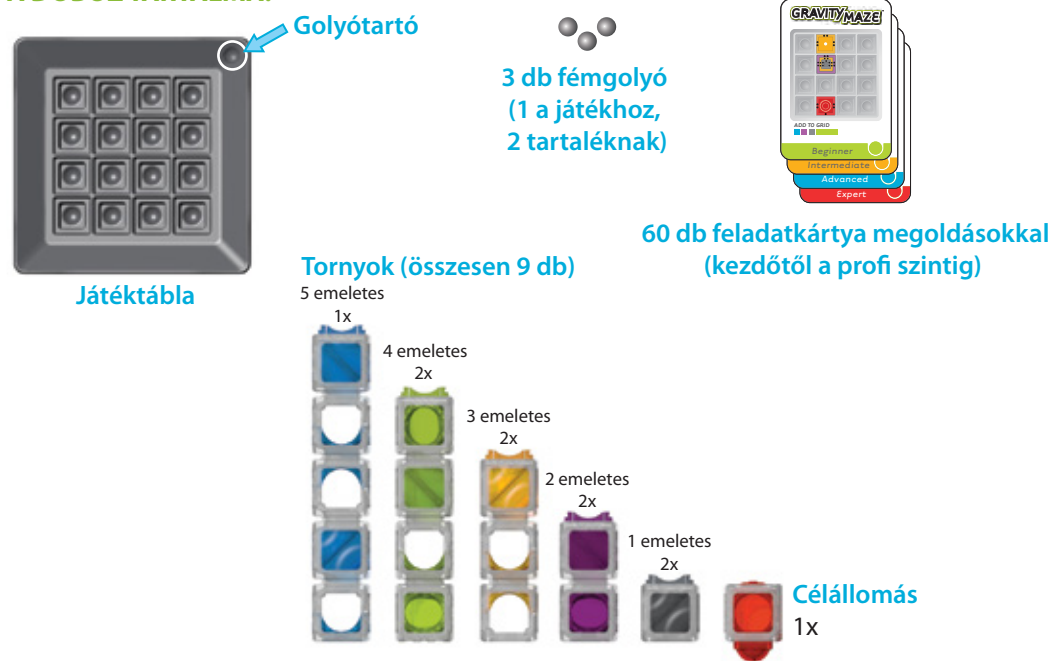 Golyótartó
Játéktábla
3 db fémgolyó
(1 a játékhoz,
2 tartaléknak)
GRAVITY MAZE
ADD TO GRID
Beginner
Intermediate
Advanced
Expert
60 db feladatkártya megoldásokkal
(kezdőtől a profi szintig)
Tornyok (összesen 9 db)
5 emeletes
1x
4 emeletes
2x
3 emeletes
2x
2 emeletes
2x
1 emeletes
2x
Célállomás
1x